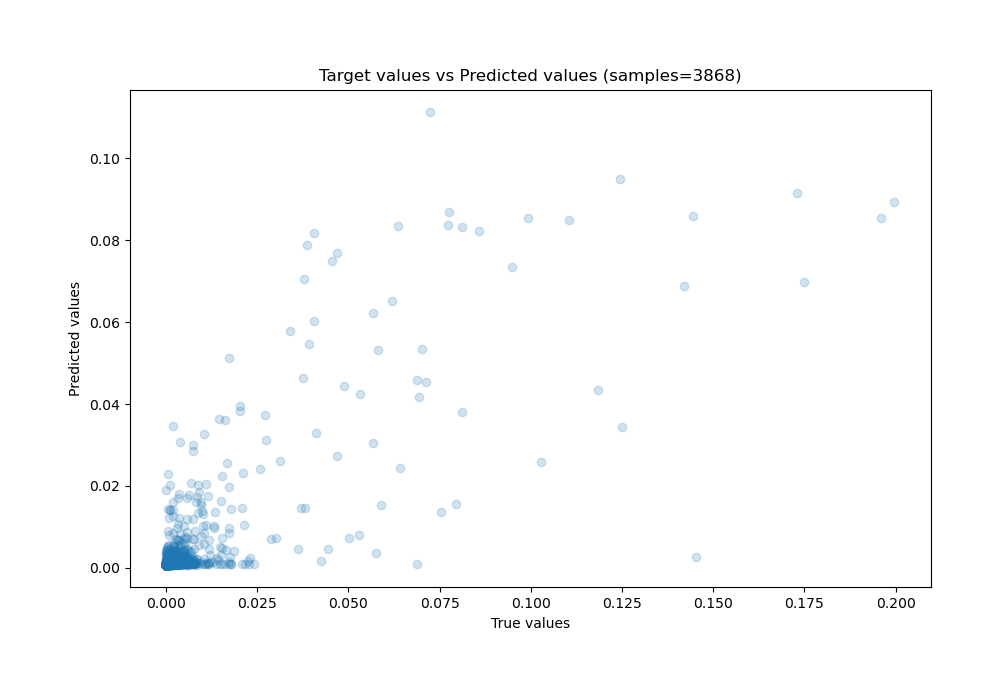 Target values vs Predicted values (samples=3868)
Predicted values
0.10
0.08
0.06
0.04
0.02
0.00
0.000 0.025 0.050 0.075 0.100 0.125 0.150 0.175 0.200
True values